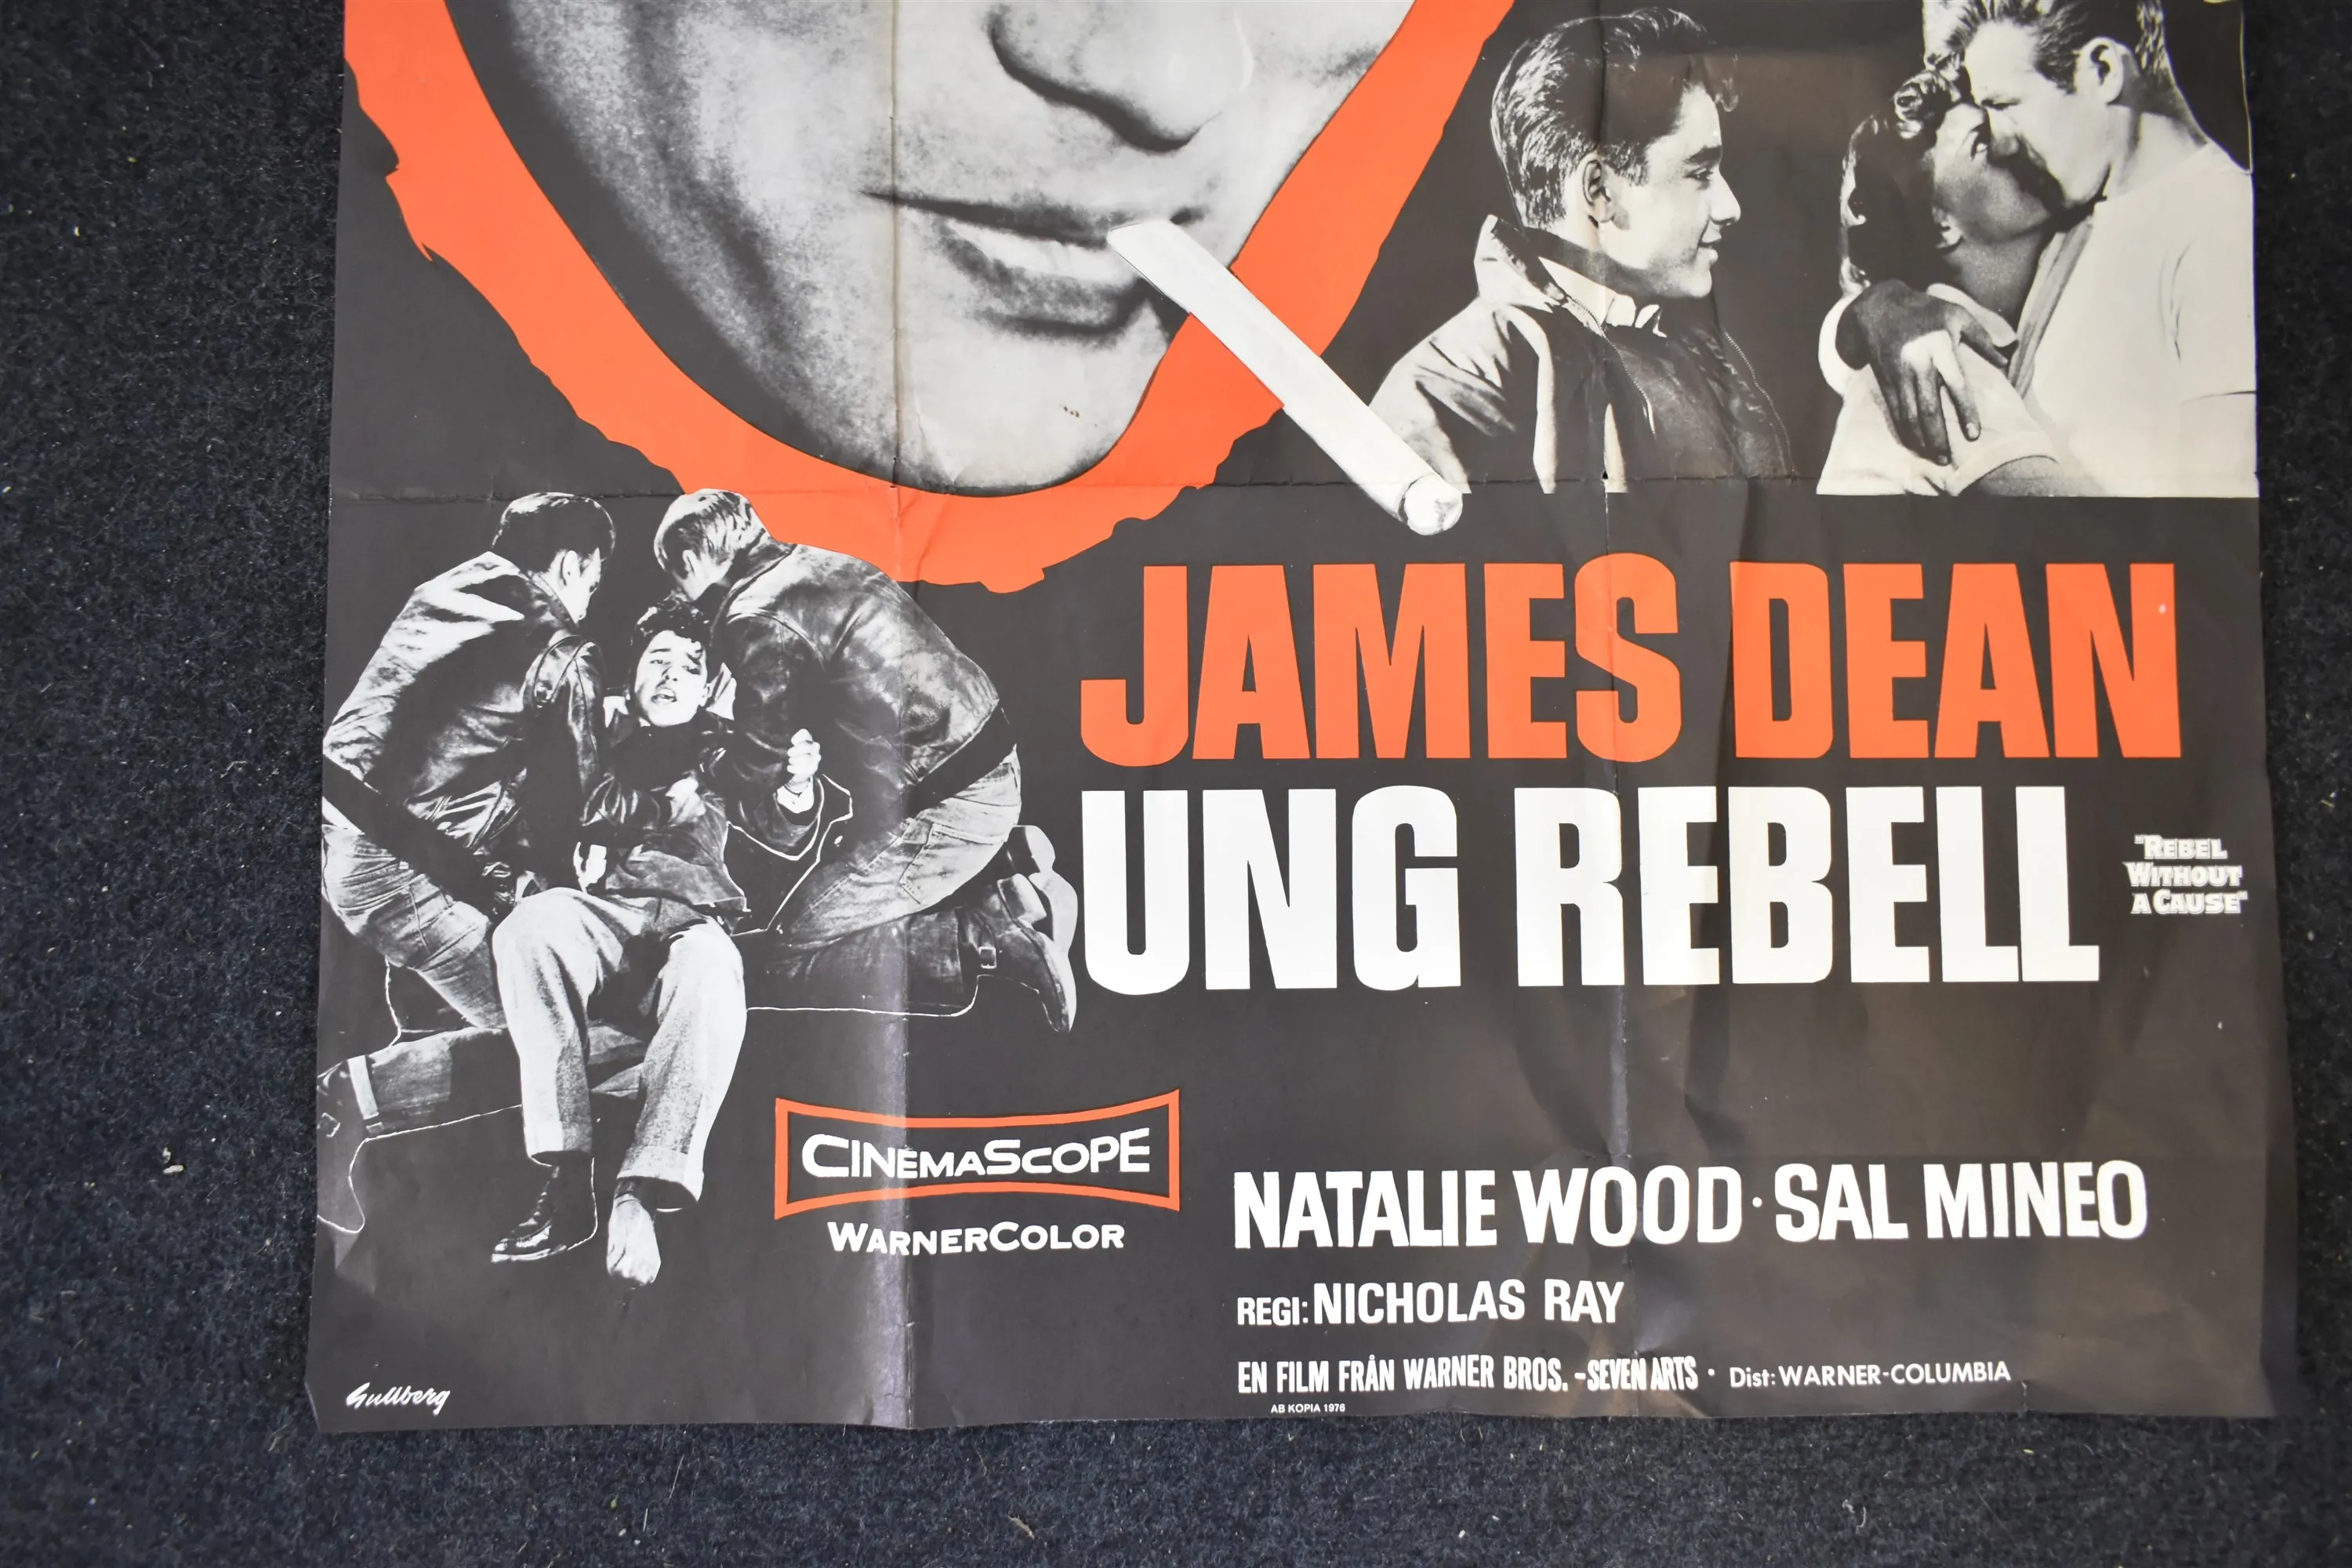 JAMES DEAN
UNG REBELL
"REBEL
WITHOUT
A CAUSE"
CINEMASCOPE
WARNERCOLOR
NATALIE WOOD · SAL MINEO
REGI: NICHOLAS RAY
EN FILM FRÅN WARNER BROS. - SEVEN ARTS · Dist: WARNER-COLUMBIA
AB KOPIA 1976
Gullberg